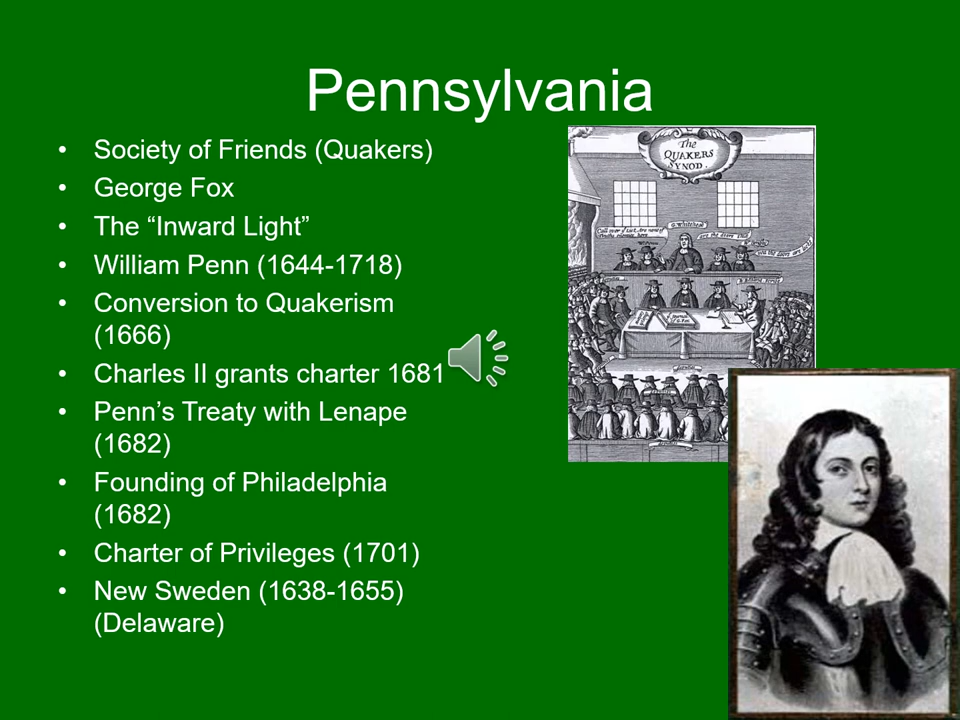 Pennsylvania
• Society of Friends (Quakers)
• George Fox
• The “Inward Light”
• William Penn (1644-1718)
• Conversion to Quakerism
(1666)
• Charles II grants charter 1681
• Penn’s Treaty with Lenape
(1682)
• Founding of Philadelphia
(1682)
• Charter of Privileges (1701)
• New Sweden (1638-1655)
(Delaware)
The
QUAKERS
SYNOD.